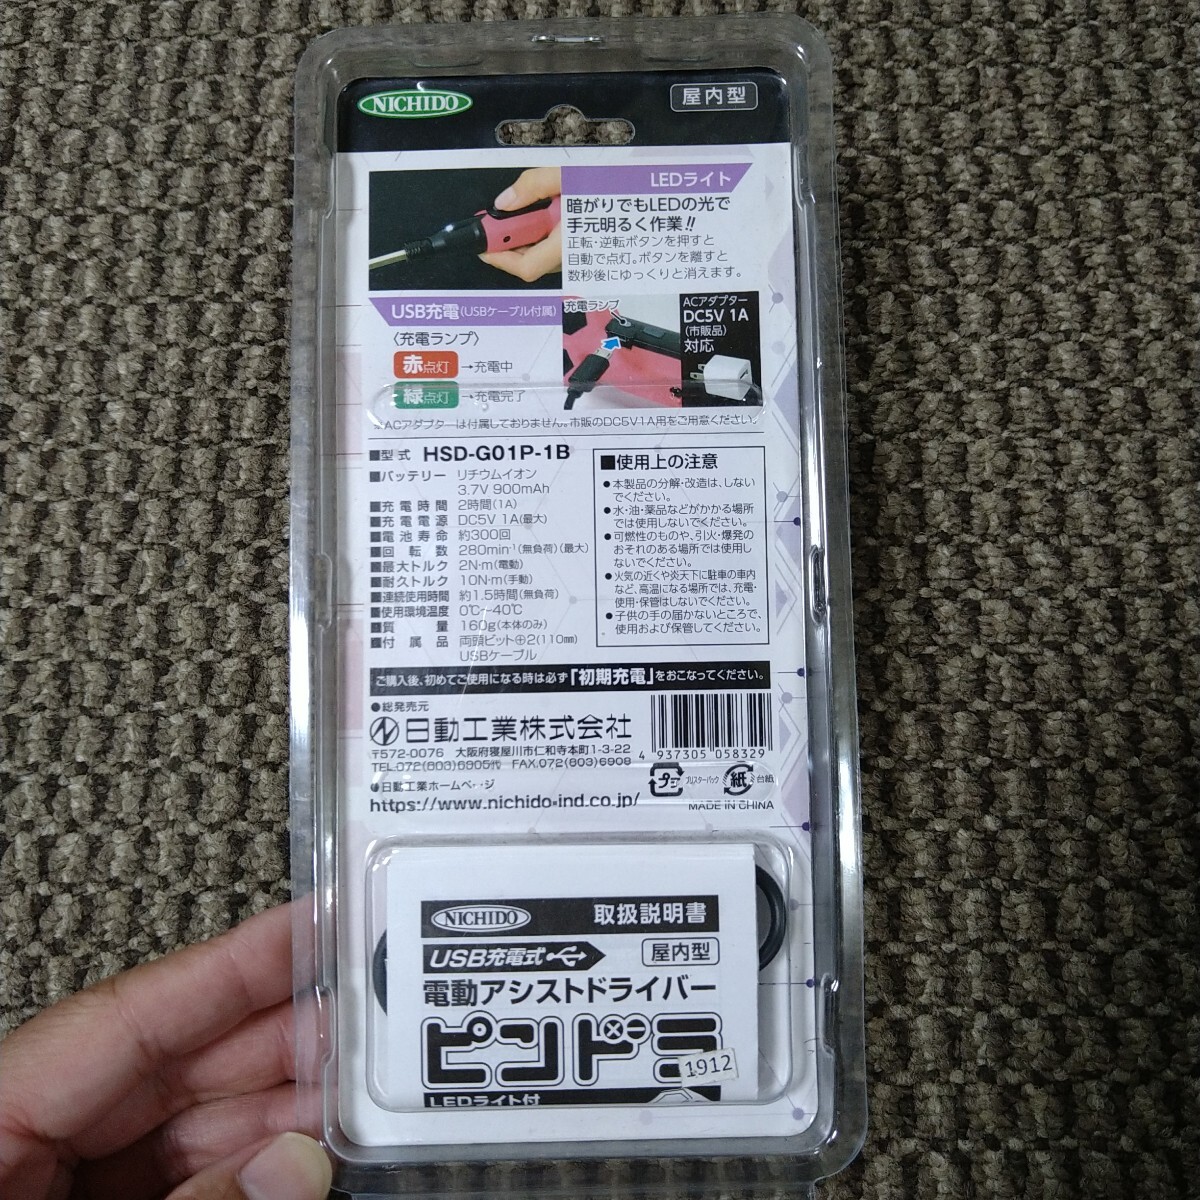 NICHIDO
屋内型
LEDライト
暗がりでもLEDの光で
手元明るく作業!!
正転・逆転ボタンを押すと
自動で点灯。ボタンを離すと
数秒後にゆっくりと消えます。
USB充電(USBケーブル付属)
〈充電ランプ〉
赤点灯→充電中
緑点灯→充電完了
充電ランプ
ACアダプター
DC5V 1A
(市販品)
対応
※ACアダプターは付属しておりません。市販のDC5V1A用をご用意ください。
■型式 HSD-G01P-1B
■バッテリー リチウムイオン
3.7V 900mAh
■充電時間 2時間(1A)
■充電電源 DC5V 1A(最大)
■電池寿命 約300回
■回転数 280min⁻¹(無負荷)(最大)
■最大トルク 2N·m(電動)
■耐久トルク 10N·m(手動)
■連続使用時間 約1.5時間(無負荷)
■使用環境温度 0℃~40℃
■質量 160g(本体のみ)
■付属品 両頭ビット⊕2(110mm)
USBケーブル
■使用上の注意
●本製品の分解・改造は、しない
でください。
●水・油・薬品などがかかる場所
では使用しないでください。
●可燃性のものや、引火・爆発の
おそれのある場所では使用し
ないでください。
●火気の近くや炎天下に駐車の車内
など、高温になる場所では、充電・
使用・保管はしないでください。
●子供の手の届かないところで、
使用および保管してください。
ご購入後、初めてご使用になる時は必ず「初期充電」をおこなってください。
●総発売元
日動工業株式会社
〒572-0076 大阪府寝屋川市仁和寺本町1-3-22
TEL.072(803)6905代 FAX.072(803)6908
●日動工業ホームページ
https://www.nichido-ind.co.jp/
4 937305 058329
プラ ブリスターパック 紙 台紙
MADE IN CHINA
NICHIDO 取扱説明書
USB充電式 屋内型
電動アシストドライバー
ピンドラ
1912
LEDライト付